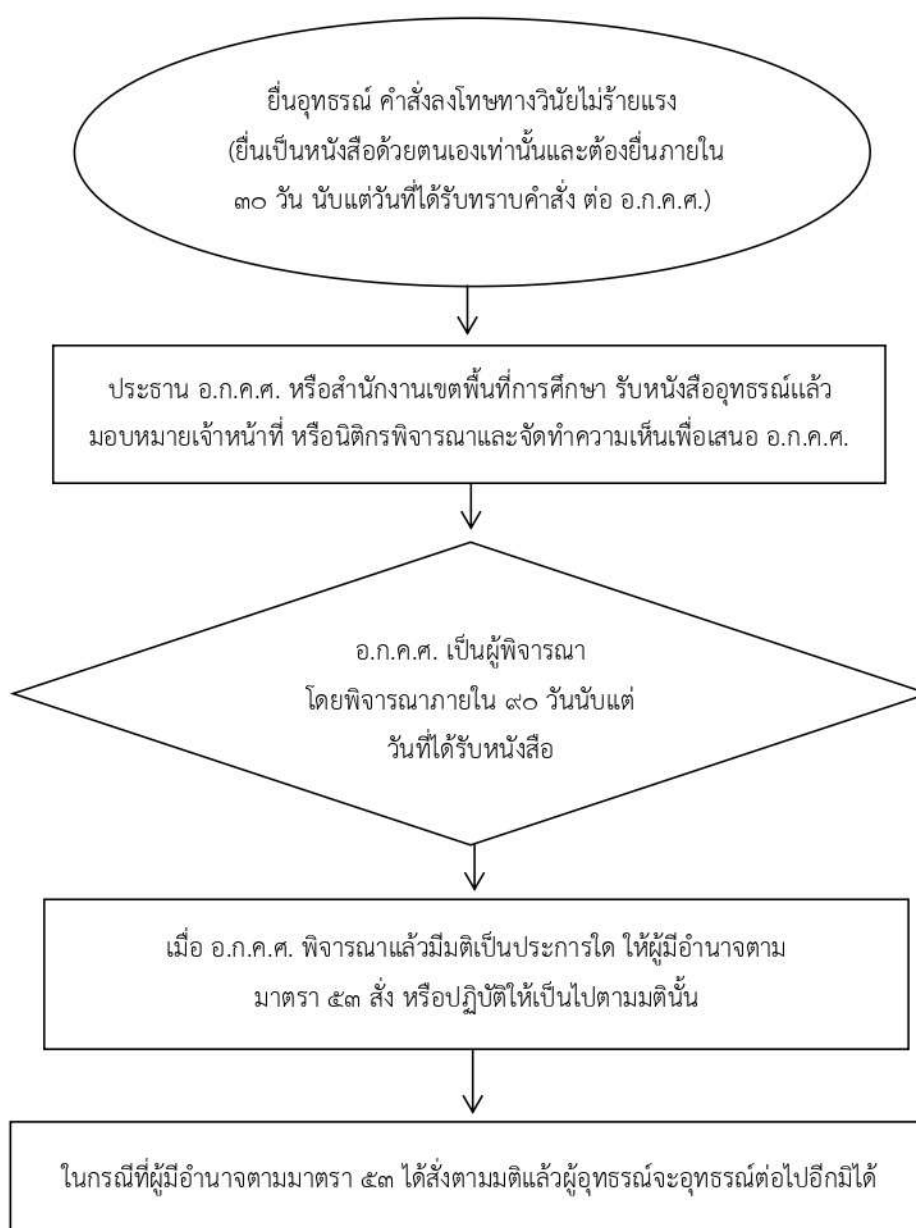 ยื่นอุทธรณ์ คำสั่งลงโทษทางวินัยไม่ร้ายแรง
(ยื่นเป็นหนังสือด้วยตนเองเท่านั้นและต้องยื่นภายใน
๓๐ วัน นับแต่วันที่ได้รับทราบคำสั่ง ต่อ อ.ก.ค.ศ.)
ประธาน อ.ก.ค.ศ. หรือสำนักงานเขตพื้นที่การศึกษา รับหนังสืออุทธรณ์แล้ว
มอบหมายเจ้าหน้าที่ หรือนิติกรพิจารณาและจัดทำความเห็นเพื่อเสนอ อ.ก.ค.ศ.
อ.ก.ค.ศ. เป็นผู้พิจารณา
โดยพิจารณาภายใน ๙๐ วันนับแต่
วันที่ได้รับหนังสือ
เมื่อ อ.ก.ค.ศ. พิจารณาแล้วมีมติเป็นประการใด ให้ผู้มีอำนาจตาม
มาตรา ๕๓ สั่ง หรือปฏิบัติให้เป็นไปตามมตินั้น
ในกรณีที่ผู้มีอำนาจตามมาตรา ๕๓ ได้สั่งตามมติแล้วผู้อุทธรณ์จะอุทธรณ์ต่อไปอีกมิได้